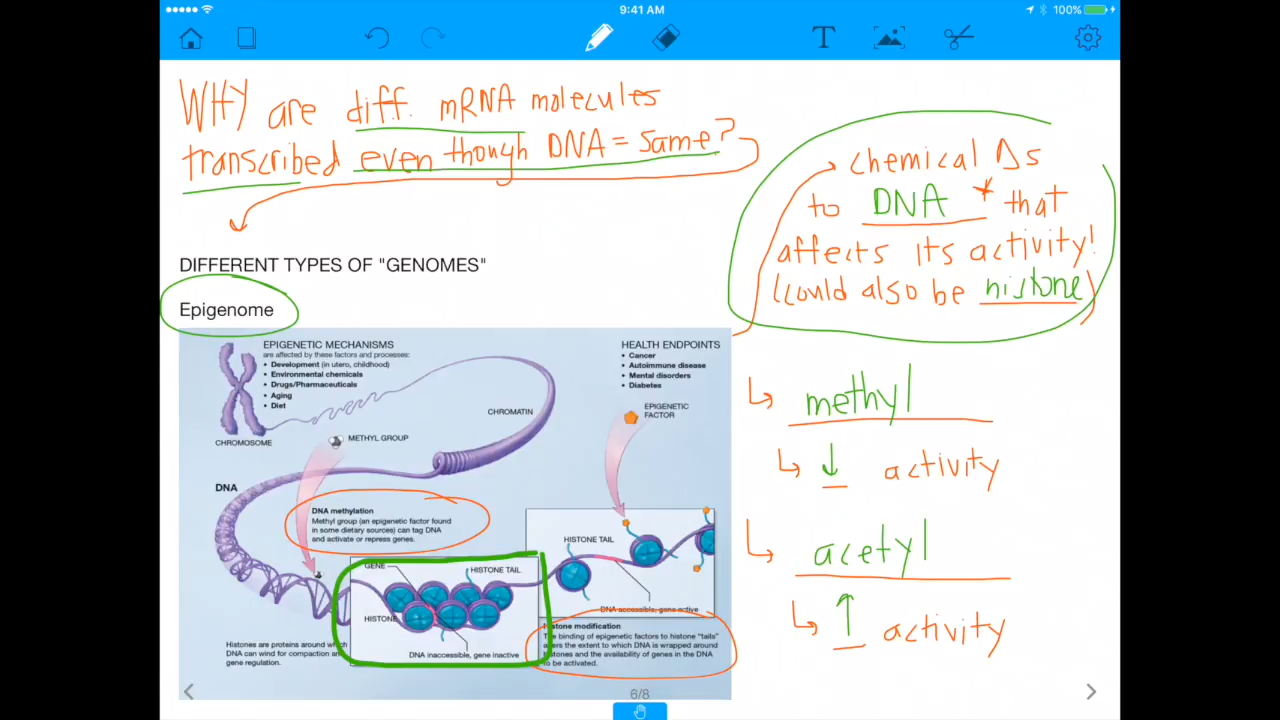 9:41 AM
100%
T
WHY are diff. mRNA molecules
transcribed even though DNA = same?
chemical Δs
to DNA * that
affects its activity!
(could also be histone)
DIFFERENT TYPES OF "GENOMES"
Epigenome
EPIGENETIC MECHANISMS
are affected by these factors and processes:
• Development (in utero, childhood)
• Environmental chemicals
• Drugs/Pharmaceuticals
• Aging
• Diet
HEALTH ENDPOINTS
• Cancer
• Autoimmune disease
• Mental disorders
• Diabetes
EPIGENETIC
FACTOR
CHROMATIN
CHROMOSOME
METHYL GROUP
DNA
DNA methylation
Methyl group (an epigenetic factor found
in some dietary sources) can tag DNA
and activate or repress genes.
HISTONE TAIL
GENE
HISTONE TAIL
HISTONE
DNA accessible, gene active
Histones are proteins around which
DNA can wind for compaction and
gene regulation.
DNA inaccessible, gene inactive
Histone modification
The binding of epigenetic factors to histone "tails"
alters the extent to which DNA is wrapped around
histones and the availability of genes in the DNA
to be activated.
↳ methyl
↳ ↓ activity
↳ acetyl
↳ ↑ activity
6/8